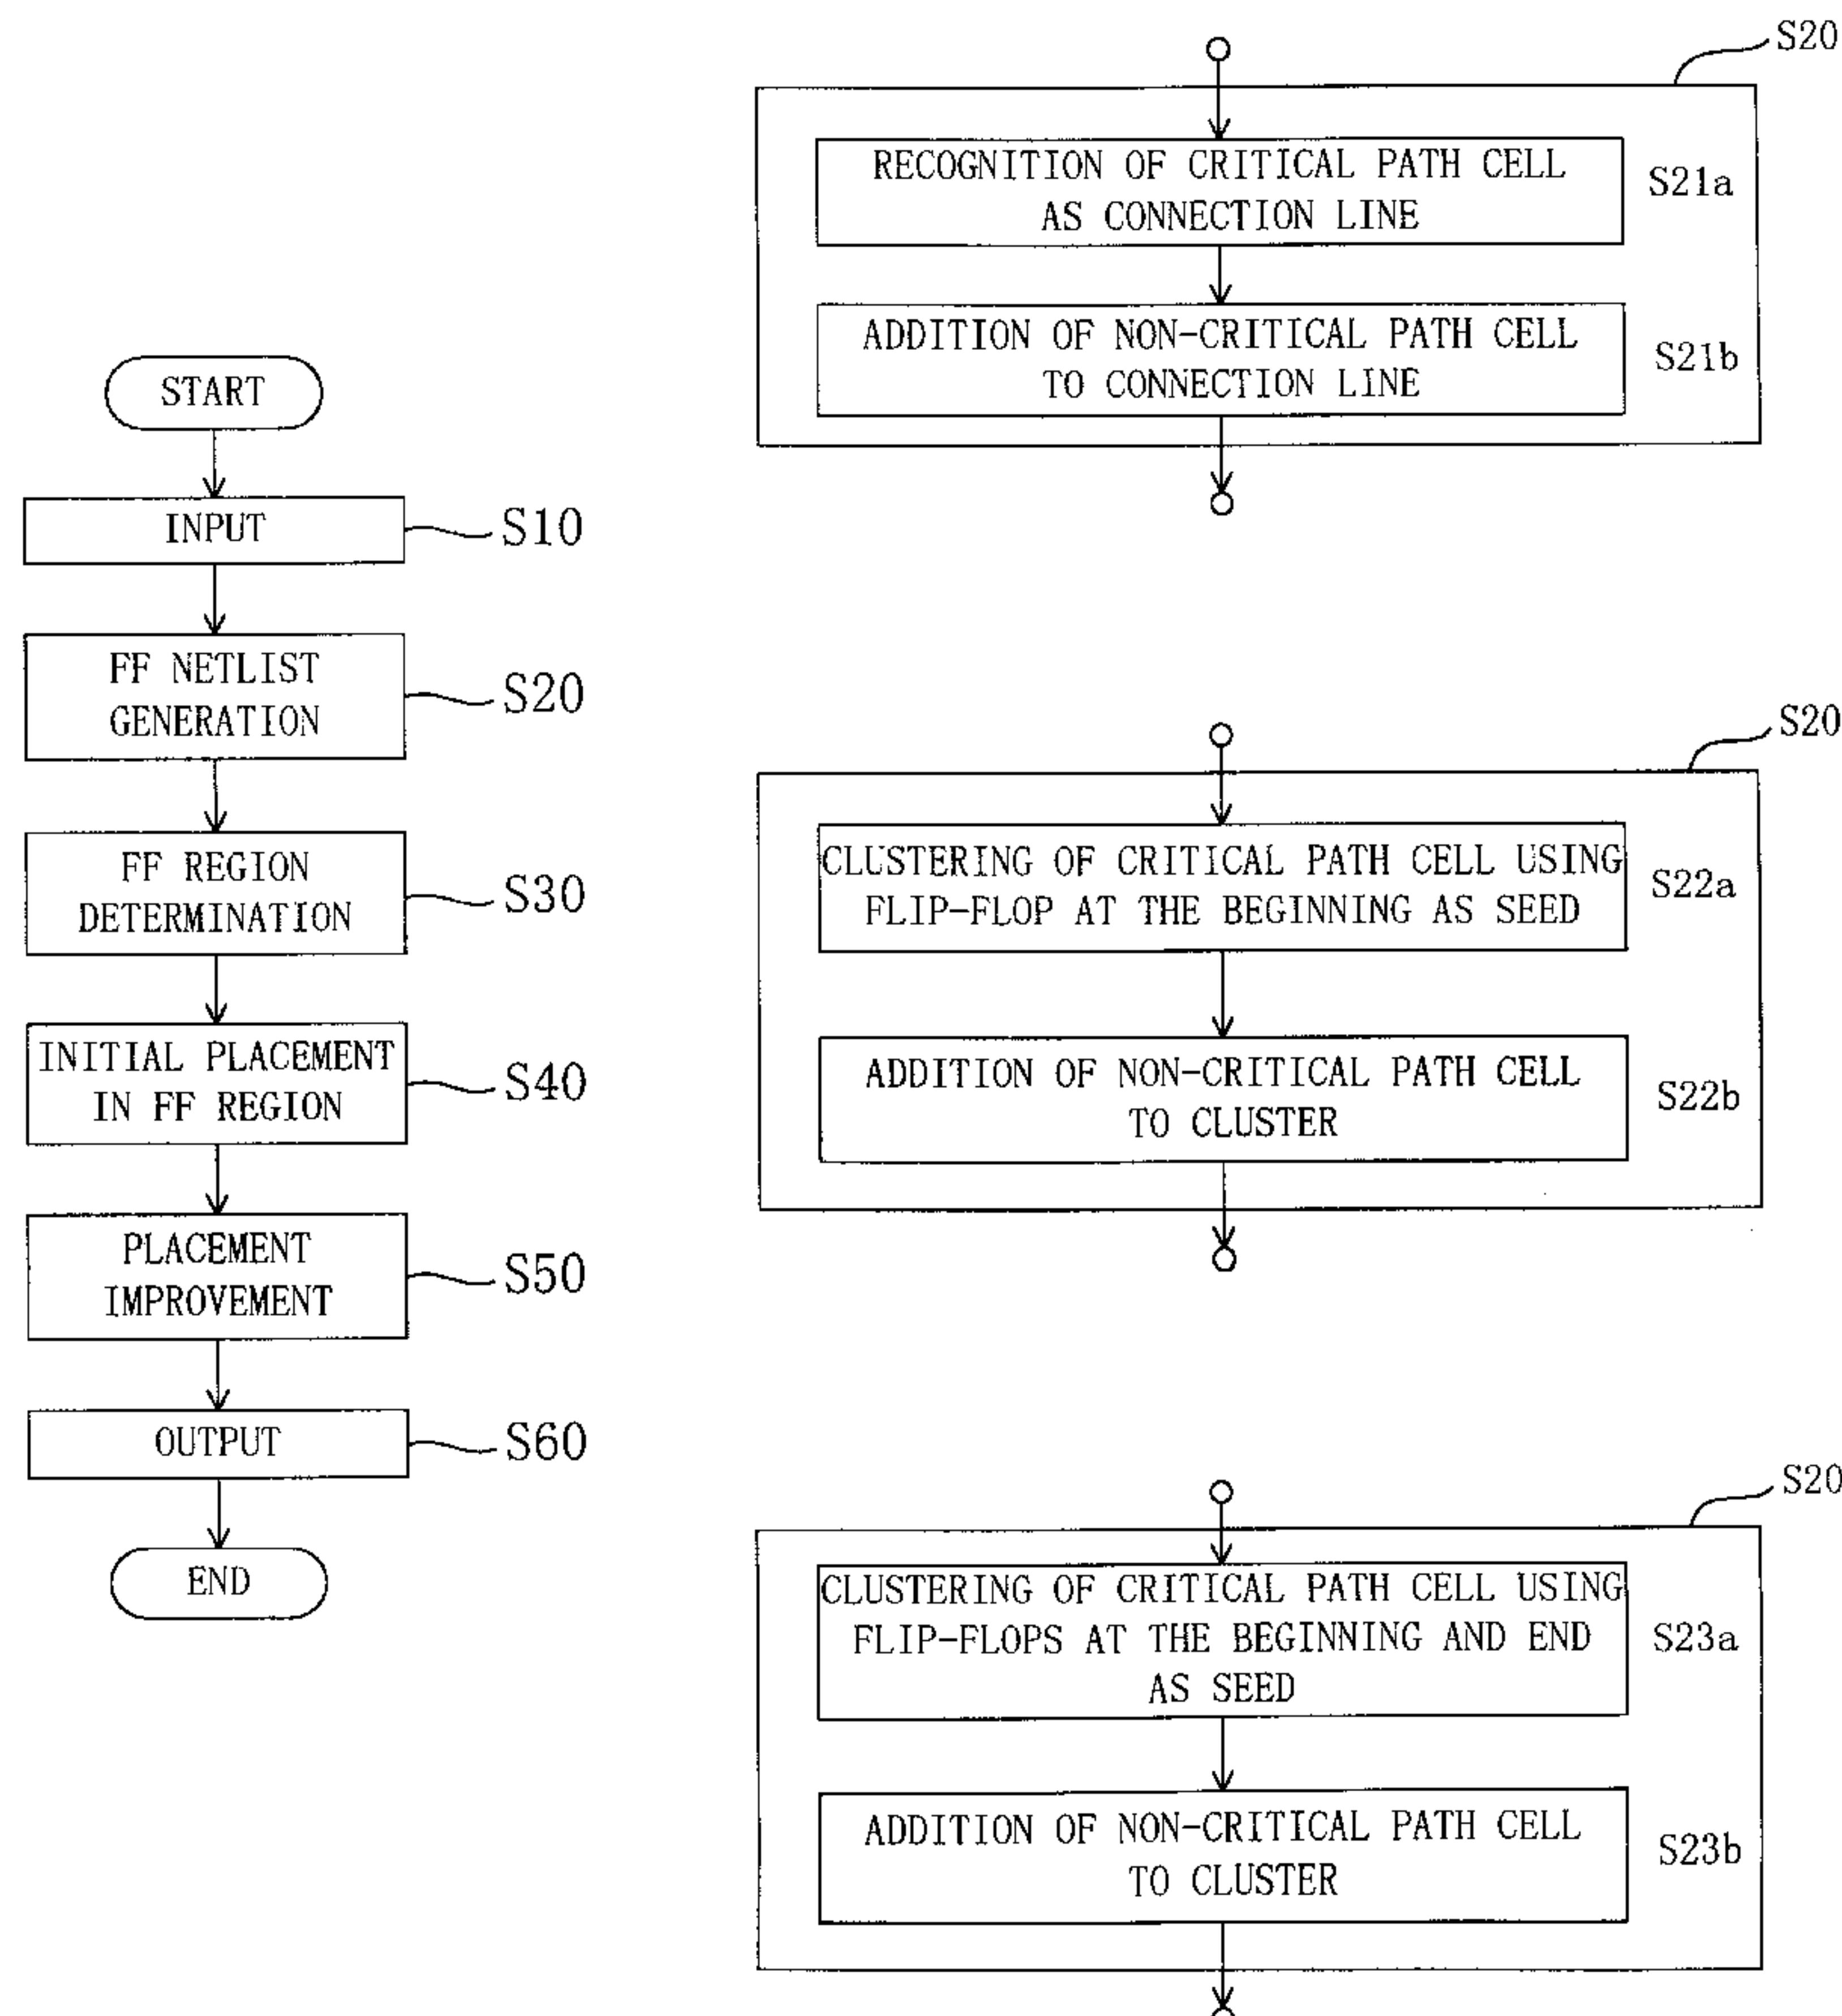 START
INPUT
S10
FF NETLIST
GENERATION
S20
FF REGION
DETERMINATION
S30
INITIAL PLACEMENT
IN FF REGION
S40
PLACEMENT
IMPROVEMENT
S50
OUTPUT
S60
END
S20
RECOGNITION OF CRITICAL PATH CELL
AS CONNECTION LINE
S21a
ADDITION OF NON-CRITICAL PATH CELL
TO CONNECTION LINE
S21b
S20
CLUSTERING OF CRITICAL PATH CELL USING
FLIP-FLOP AT THE BEGINNING AS SEED
S22a
ADDITION OF NON-CRITICAL PATH CELL
TO CLUSTER
S22b
S20
CLUSTERING OF CRITICAL PATH CELL USING
FLIP-FLOPS AT THE BEGINNING AND END
AS SEED
S23a
ADDITION OF NON-CRITICAL PATH CELL
TO CLUSTER
S23b